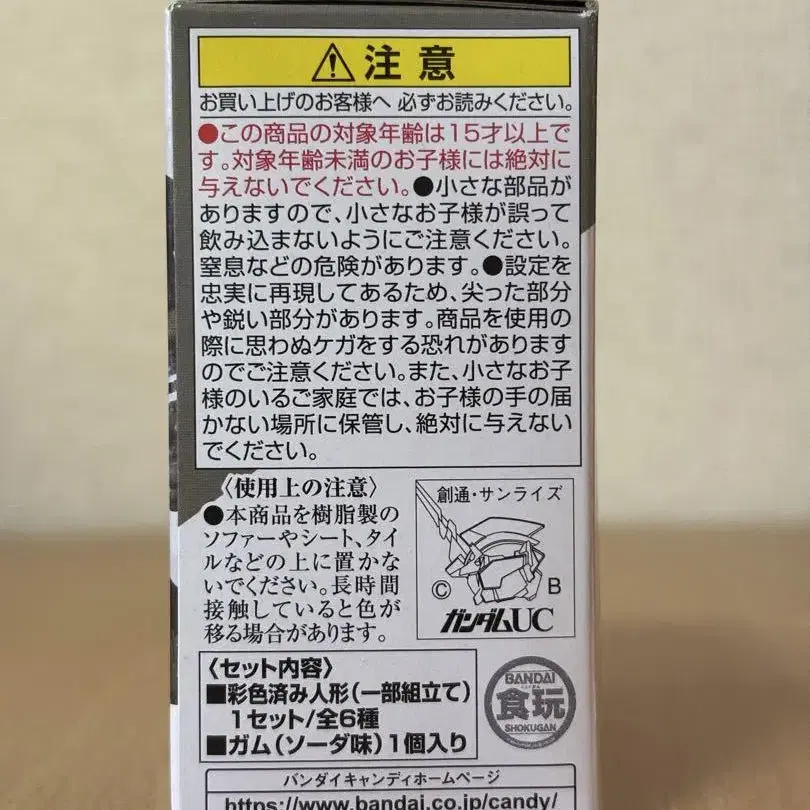 注意
お買い上げのお客様へ 必ずお読みください。
●この商品の対象年齢は15才以上で
す。対象年齢未満のお子様には絶対に
与えないでください。●小さな部品が
ありますので、小さなお子様が誤って
飲み込まないようにご注意ください。
窒息などの危険があります。●設定を
忠実に再現してあるため、尖った部分
や鋭い部分があります。商品を使用の
際に思わぬケガをする恐れがあります
のでご注意ください。また、小さなお子
様のいるご家庭では、お子様の手の届
かない場所に保管し、絶対に与えない
でください。
〈使用上の注意〉
●本商品を樹脂製の
ソファーやシート、タイ
ルなどの上に置かな
いでください。長時間
接触していると色が
移る場合があります。
創通・サンライズ
© B
ガンダムUC
〈セット内容〉
■彩色済み人形(一部組立て)
1セット/全6種
■ガム(ソーダ味)1個入り
BANDAI
食玩
SHOKUGAN
バンダイキャンディホームページ
https://www.bandai.co.jp/candy/